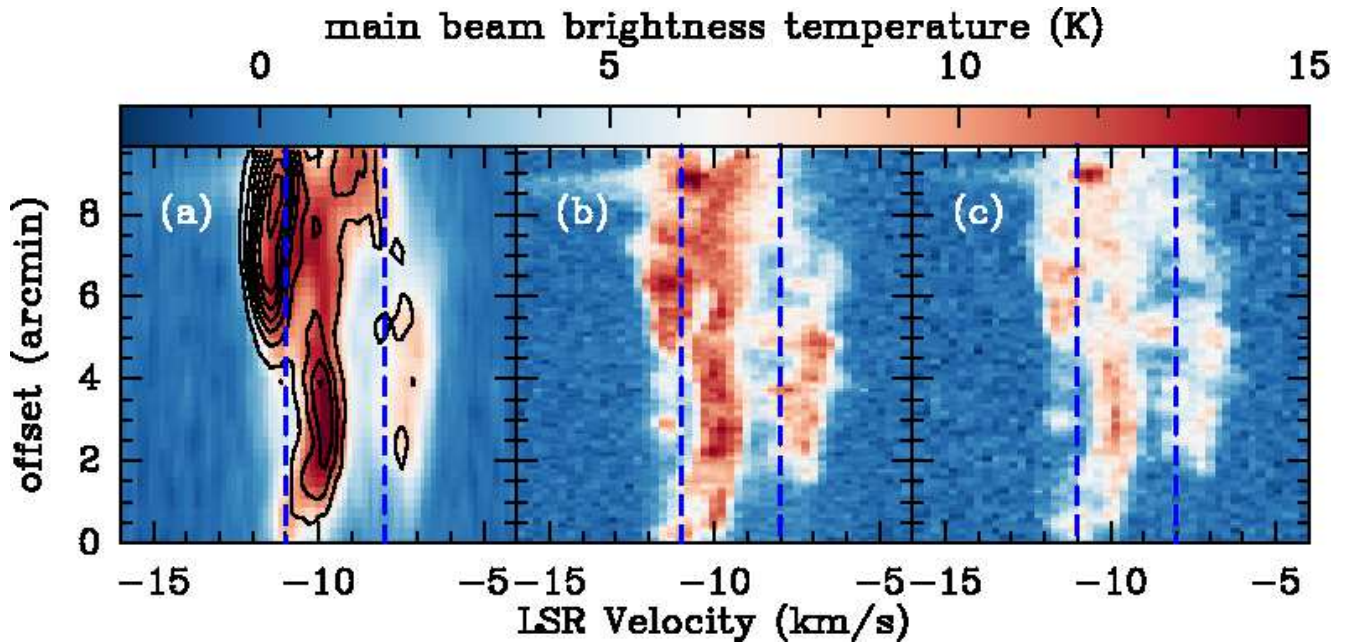 main beam brightness temperature (K)
0 5 10 15
offset (arcmin)
8
6
4
2
0
(a) (b) (c)
−15 −10 −5 −15 −10 −5 −15 −10 −5
LSR Velocity (km/s)